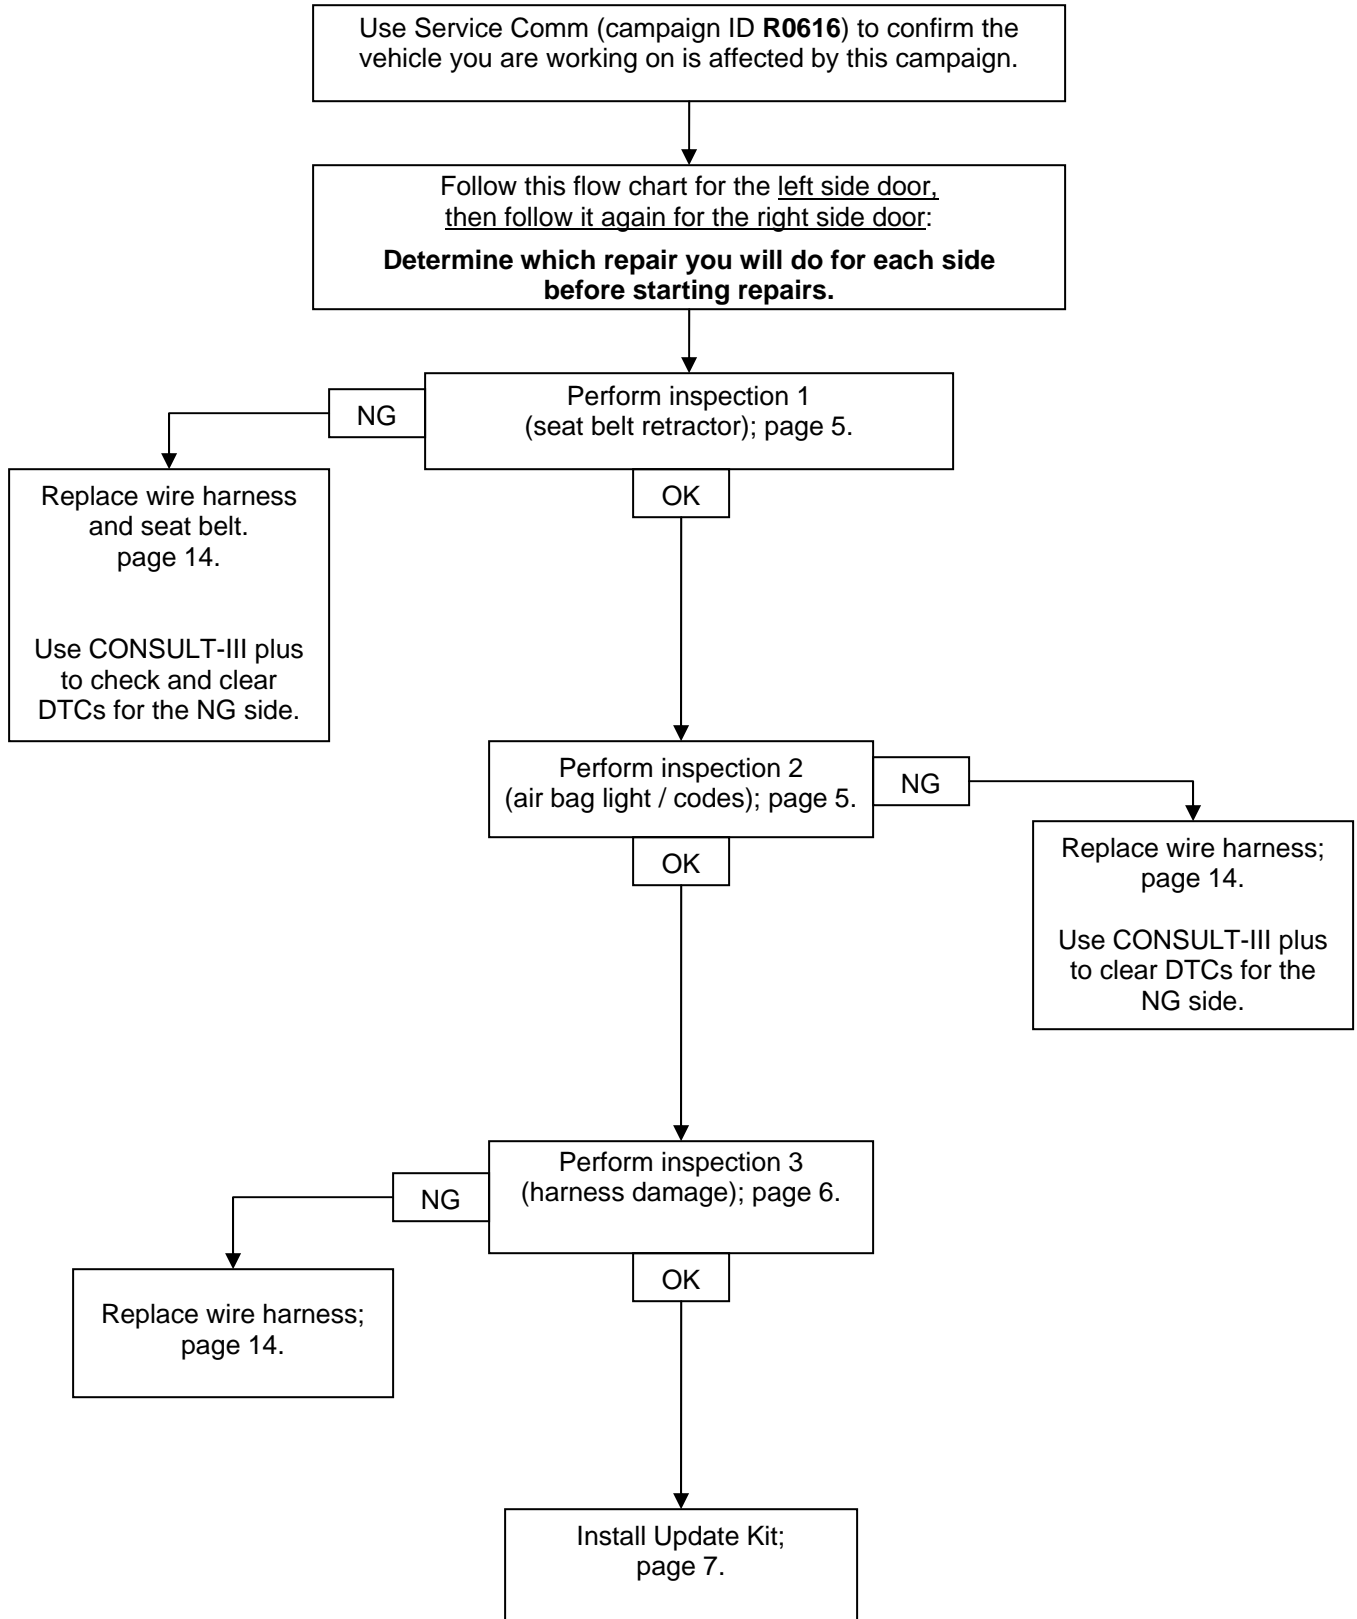 Use Service Comm (campaign ID R0616) to confirm the
vehicle you are working on is affected by this campaign.
Follow this flow chart for the left side door,
then follow it again for the right side door:
Determine which repair you will do for each side
before starting repairs.
Perform inspection 1
(seat belt retractor); page 5.
NG
OK
Replace wire harness
and seat belt.
page 14.
Use CONSULT-III plus
to check and clear
DTCs for the NG side.
Perform inspection 2
(air bag light / codes); page 5.
NG
OK
Replace wire harness;
page 14.
Use CONSULT-III plus
to clear DTCs for the
NG side.
Perform inspection 3
(harness damage); page 6.
NG
OK
Replace wire harness;
page 14.
Install Update Kit;
page 7.